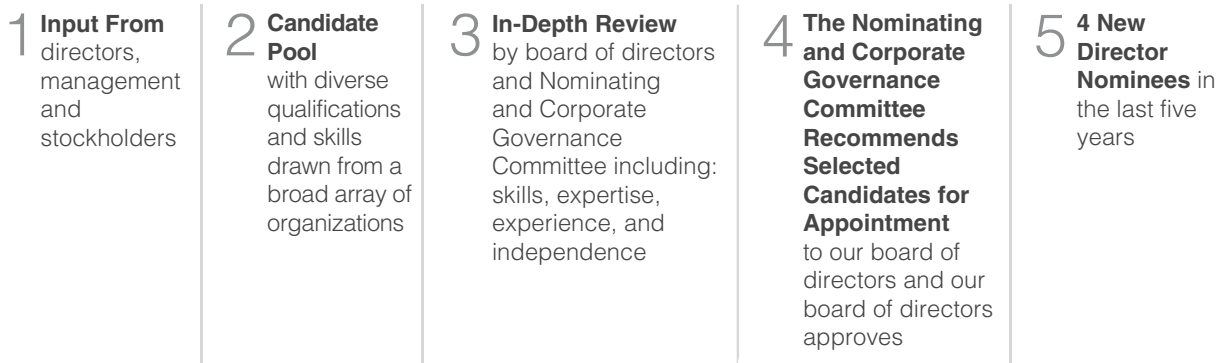 1
Input From
directors,
management
and
stockholders
2
Candidate
Pool
with diverse
qualifications
and skills
drawn from a
broad array of
organizations
3
In-Depth Review
by board of directors
and Nominating
and Corporate
Governance
Committee including:
skills, expertise,
experience, and
independence
4
The Nominating
and Corporate
Governance
Committee
Recommends
Selected
Candidates for
Appointment
to our board of
directors and our
board of directors
approves
5
4 New
Director
Nominees in
the last five
years